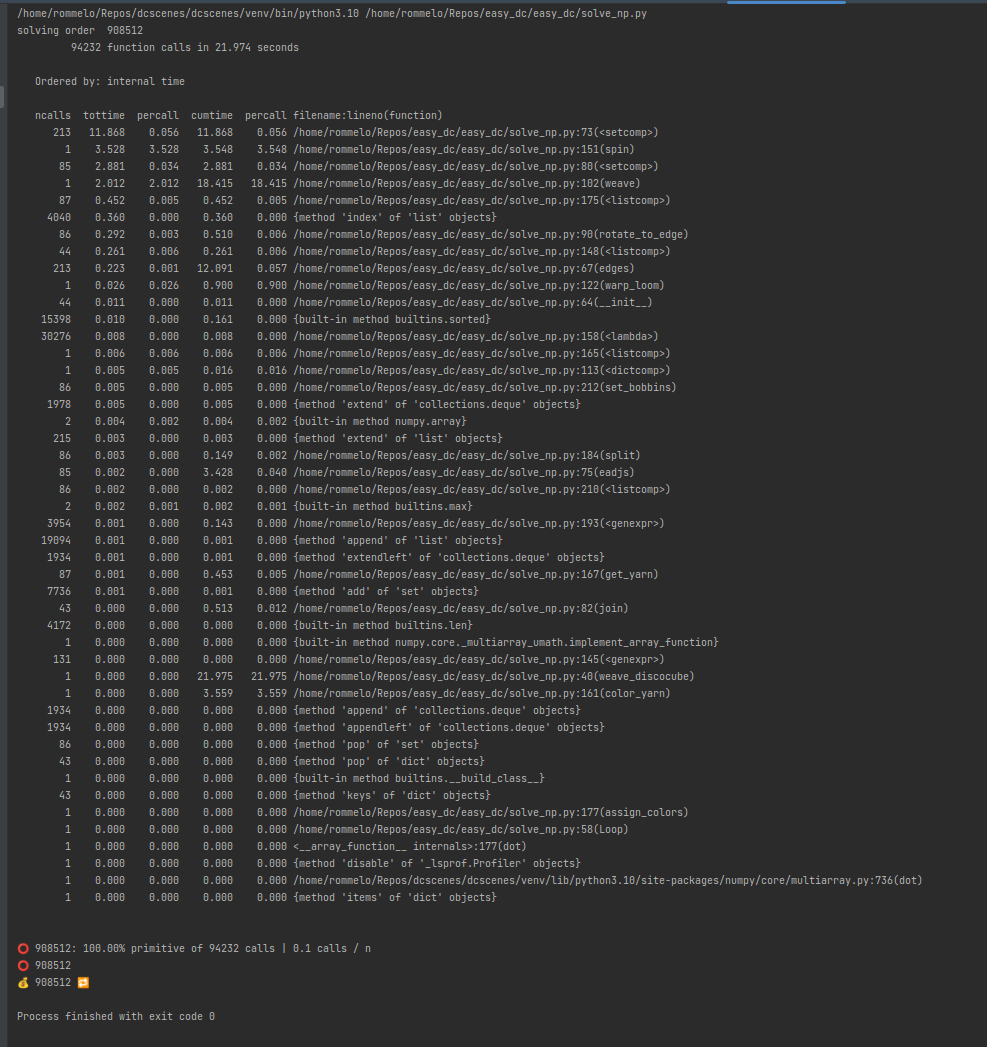 /home/rommelo/Repos/dcscenes/dcscenes/venv/bin/python3.10 /home/rommelo/Repos/easy_dc/easy_dc/solve_np.py
solving order  908512
         94232 function calls in 21.974 seconds

   Ordered by: internal time

   ncalls  tottime  percall  cumtime  percall filename:lineno(function)
      213   11.868    0.056   11.868    0.056 /home/rommelo/Repos/easy_dc/easy_dc/solve_np.py:73(<setcomp>)
        1    3.528    3.528    3.548    3.548 /home/rommelo/Repos/easy_dc/easy_dc/solve_np.py:151(spin)
       85    2.881    0.034    2.881    0.034 /home/rommelo/Repos/easy_dc/easy_dc/solve_np.py:80(<setcomp>)
        1    2.012    2.012   18.415   18.415 /home/rommelo/Repos/easy_dc/easy_dc/solve_np.py:102(weave)
       87    0.452    0.005    0.452    0.005 /home/rommelo/Repos/easy_dc/easy_dc/solve_np.py:175(<listcomp>)
     4040    0.360    0.000    0.360    0.000 {method 'index' of 'list' objects}
       86    0.292    0.003    0.510    0.006 /home/rommelo/Repos/easy_dc/easy_dc/solve_np.py:90(rotate_to_edge)
       44    0.261    0.006    0.261    0.006 /home/rommelo/Repos/easy_dc/easy_dc/solve_np.py:148(<listcomp>)
      213    0.223    0.001   12.091    0.057 /home/rommelo/Repos/easy_dc/easy_dc/solve_np.py:67(edges)
        1    0.026    0.026    0.900    0.900 /home/rommelo/Repos/easy_dc/easy_dc/solve_np.py:122(warp_loom)
       44    0.011    0.000    0.011    0.000 /home/rommelo/Repos/easy_dc/easy_dc/solve_np.py:64(__init__)
    15398    0.010    0.000    0.161    0.000 {built-in method builtins.sorted}
    30276    0.008    0.000    0.008    0.000 /home/rommelo/Repos/easy_dc/easy_dc/solve_np.py:158(<lambda>)
        1    0.006    0.006    0.006    0.006 /home/rommelo/Repos/easy_dc/easy_dc/solve_np.py:165(<listcomp>)
        1    0.005    0.005    0.016    0.016 /home/rommelo/Repos/easy_dc/easy_dc/solve_np.py:113(<dictcomp>)
       86    0.005    0.000    0.005    0.000 /home/rommelo/Repos/easy_dc/easy_dc/solve_np.py:212(set_bobbins)
     1978    0.005    0.000    0.005    0.000 {method 'extend' of 'collections.deque' objects}
        2    0.004    0.002    0.004    0.002 {built-in method numpy.array}
      215    0.003    0.000    0.003    0.000 {method 'extend' of 'list' objects}
       86    0.003    0.000    0.149    0.002 /home/rommelo/Repos/easy_dc/easy_dc/solve_np.py:184(split)
       85    0.002    0.000    3.428    0.040 /home/rommelo/Repos/easy_dc/easy_dc/solve_np.py:75(eadjs)
       86    0.002    0.000    0.002    0.000 /home/rommelo/Repos/easy_dc/easy_dc/solve_np.py:210(<listcomp>)
        2    0.002    0.001    0.002    0.001 {built-in method builtins.max}
     3954    0.001    0.000    0.143    0.000 /home/rommelo/Repos/easy_dc/easy_dc/solve_np.py:193(<genexpr>)
    19094    0.001    0.000    0.001    0.000 {method 'append' of 'list' objects}
     1934    0.001    0.000    0.001    0.000 {method 'extendleft' of 'collections.deque' objects}
       87    0.001    0.000    0.453    0.005 /home/rommelo/Repos/easy_dc/easy_dc/solve_np.py:167(get_yarn)
     7736    0.001    0.000    0.001    0.000 {method 'add' of 'set' objects}
       43    0.000    0.000    0.513    0.012 /home/rommelo/Repos/easy_dc/easy_dc/solve_np.py:82(join)
     4172    0.000    0.000    0.000    0.000 {built-in method builtins.len}
        1    0.000    0.000    0.000    0.000 {built-in method numpy.core._multiarray_umath.implement_array_function}
      131    0.000    0.000    0.000    0.000 /home/rommelo/Repos/easy_dc/easy_dc/solve_np.py:145(<genexpr>)
        1    0.000    0.000   21.975   21.975 /home/rommelo/Repos/easy_dc/easy_dc/solve_np.py:40(weave_discocube)
        1    0.000    0.000    3.559    3.559 /home/rommelo/Repos/easy_dc/easy_dc/solve_np.py:161(color_yarn)
     1934    0.000    0.000    0.000    0.000 {method 'append' of 'collections.deque' objects}
     1934    0.000    0.000    0.000    0.000 {method 'appendleft' of 'collections.deque' objects}
       86    0.000    0.000    0.000    0.000 {method 'pop' of 'set' objects}
       43    0.000    0.000    0.000    0.000 {method 'pop' of 'dict' objects}
        1    0.000    0.000    0.000    0.000 {built-in method builtins.__build_class__}
       43    0.000    0.000    0.000    0.000 {method 'keys' of 'dict' objects}
        1    0.000    0.000    0.000    0.000 /home/rommelo/Repos/easy_dc/easy_dc/solve_np.py:177(assign_colors)
        1    0.000    0.000    0.000    0.000 /home/rommelo/Repos/easy_dc/easy_dc/solve_np.py:58(Loop)
        1    0.000    0.000    0.000    0.000 <__array_function__ internals>:177(dot)
        1    0.000    0.000    0.000    0.000 {method 'disable' of '_lsprof.Profiler' objects}
        1    0.000    0.000    0.000    0.000 /home/rommelo/Repos/dcscenes/dcscenes/venv/lib/python3.10/site-packages/numpy/core/multiarray.py:736(dot)
        1    0.000    0.000    0.000    0.000 {method 'items' of 'dict' objects}

⭕ 908512: 100.00% primitive of 94232 calls | 0.1 calls / n
⭕ 908512
💰 908512 🔁

Process finished with exit code 0